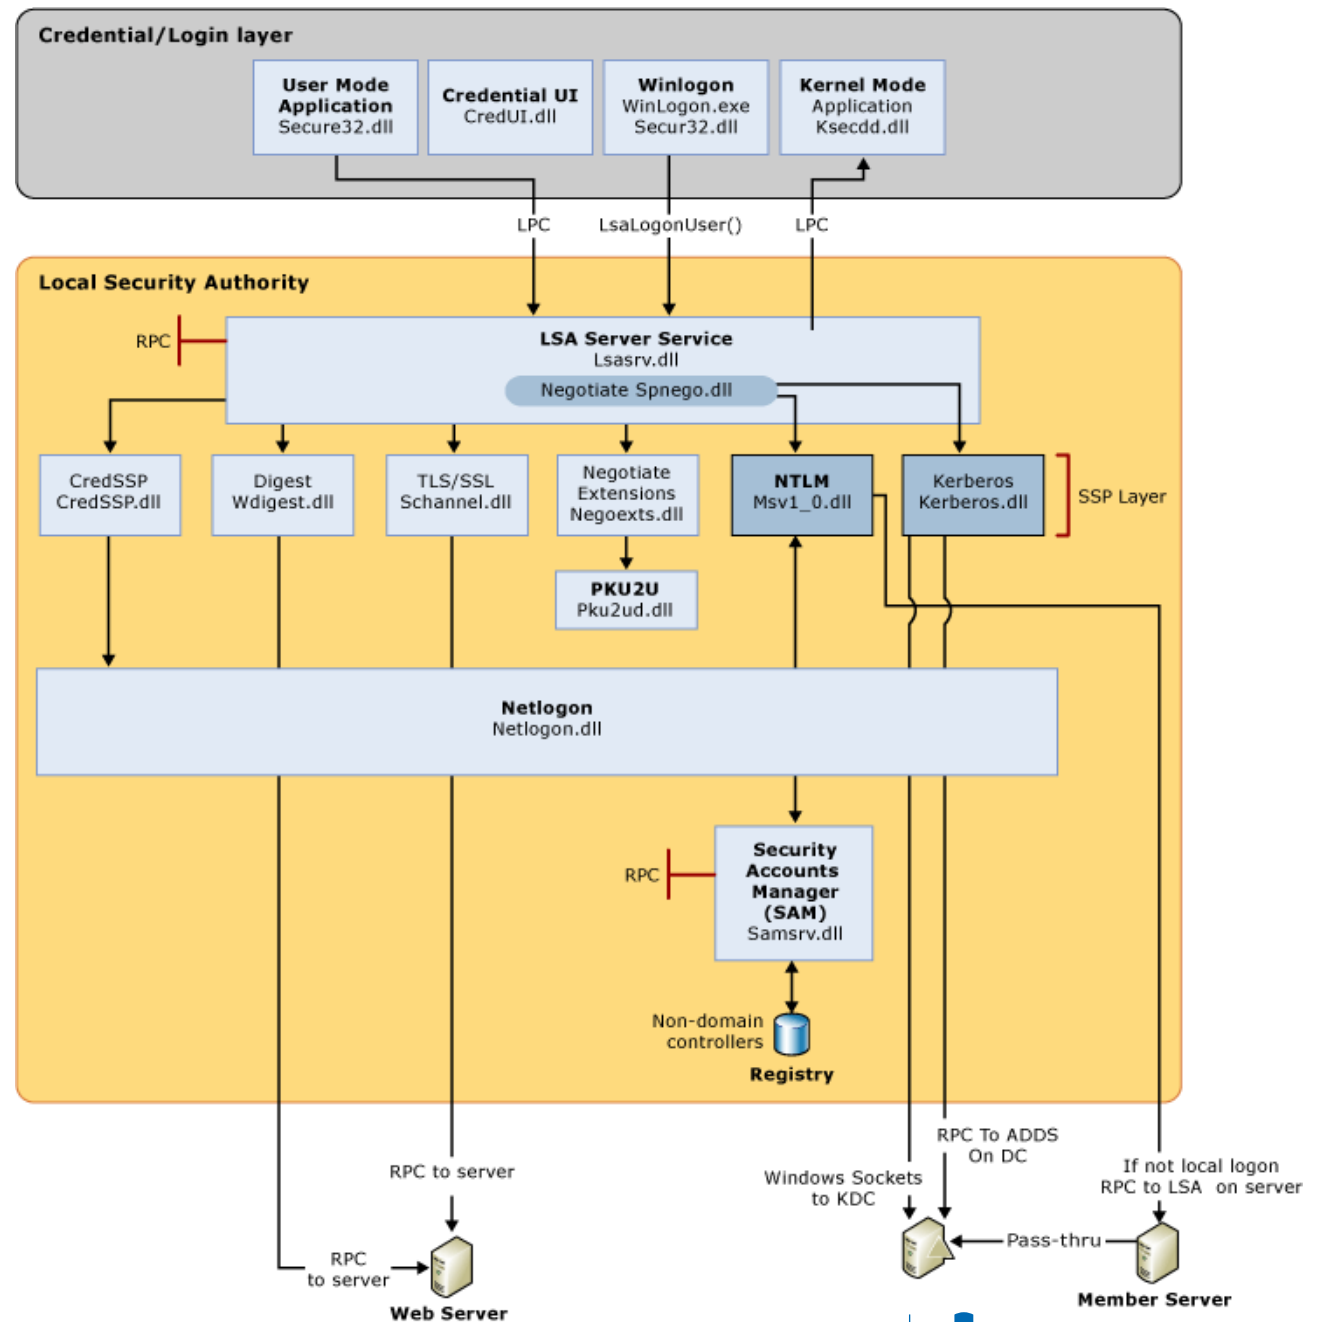 Credential/Login layer
User Mode
Application
Secure32.dll
Credential UI
CredUI.dll
Winlogon
WinLogon.exe
Secur32.dll
Kernel Mode
Application
Ksecdd.dll
LPC
LsaLogonUser()
LPC
Local Security Authority
RPC
LSA Server Service
Lsasrv.dll
Negotiate Spnego.dll
CredSSP
CredSSP.dll
Digest
Wdigest.dll
TLS/SSL
Schannel.dll
Negotiate
Extensions
Negoexts.dll
NTLM
Msv1_0.dll
Kerberos
Kerberos.dll
SSP Layer
PKU2U
Pku2ud.dll
Netlogon
Netlogon.dll
RPC
Security
Accounts
Manager
(SAM)
Samsrv.dll
Non-domain
controllers
Registry
RPC to server
RPC
to server
Web Server
Windows Sockets
to KDC
RPC To ADDS
On DC
If not local logon
RPC to LSA on server
Pass-thru
Member Server